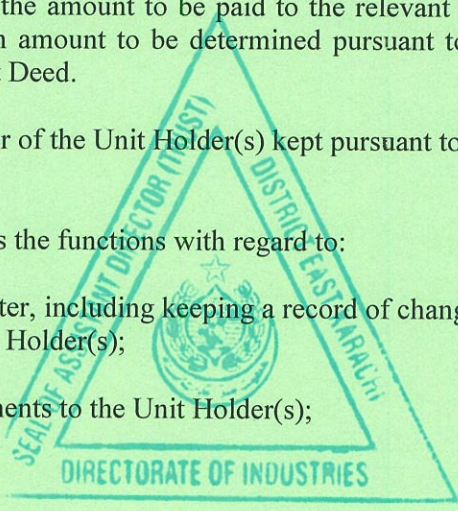 the amount to be paid to the relevant
amount to be determined pursuant to
Deed.
r of the Unit Holder(s) kept pursuant to
s the functions with regard to:
ter, including keeping a record of chang
Holder(s);
nents to the Unit Holder(s);
SEAL OF ASSISTANT DIRECTOR (TRUST)
DISTRICT EAST KARACHI
DIRECTORATE OF INDUSTRIES